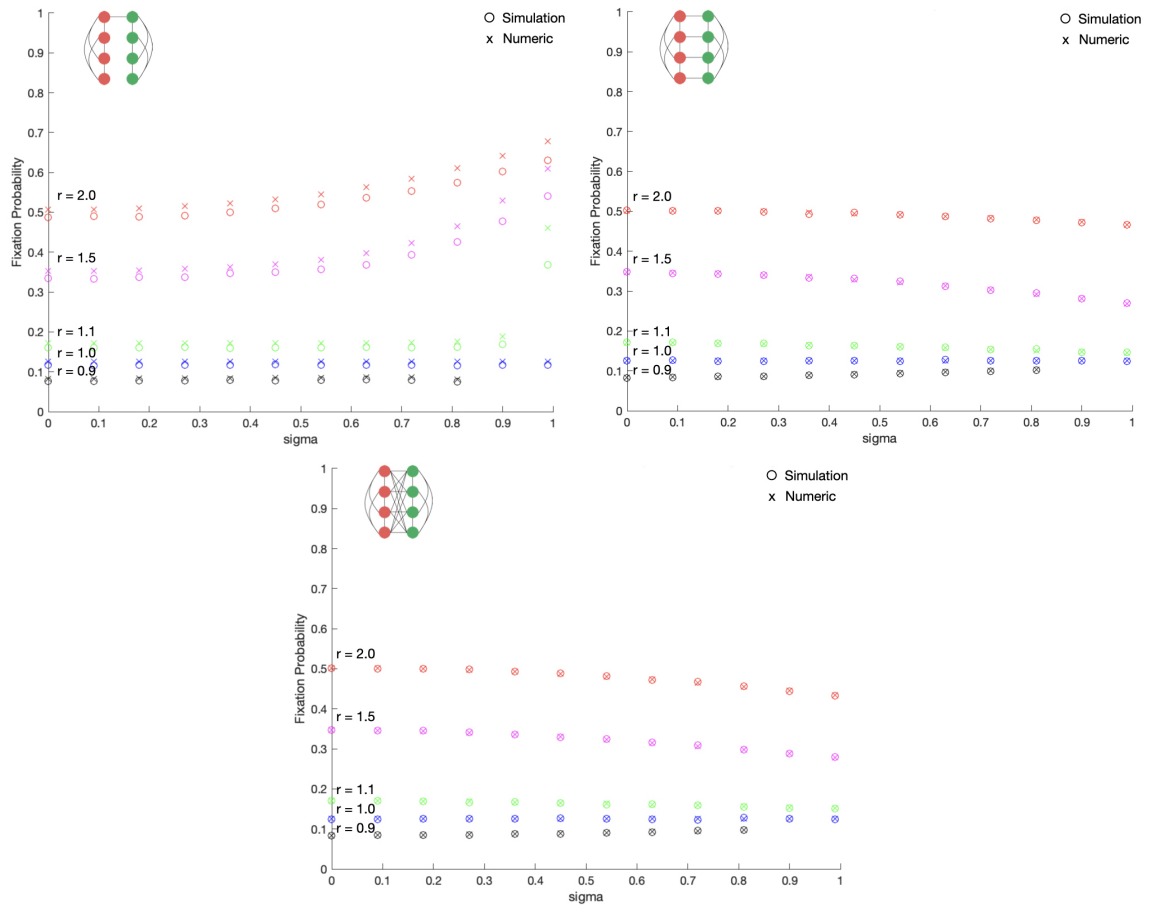 1
0.9
0.8
0.7
0.6
0.5
0.4
0.3
0.2
0.1
0
Fixation Probability
Simulation
x Numeric
r = 2.0
r = 1.5
r = 1.1
r = 1.0
r = 0.9
0 0.1 0.2 0.3 0.4 0.5 0.6 0.7 0.8 0.9 1
sigma
1
0.9
0.8
0.7
0.6
0.5
0.4
0.3
0.2
0.1
0
Fixation Probability
Simulation
x Numeric
r = 2.0
r = 1.5
r = 1.1
r = 1.0
r = 0.9
0 0.1 0.2 0.3 0.4 0.5 0.6 0.7 0.8 0.9 1
sigma
1
0.9
0.8
0.7
0.6
0.5
0.4
0.3
0.2
0.1
0
Fixation Probability
Simulation
x Numeric
r = 2.0
r = 1.5
r = 1.1
r = 1.0
r = 0.9
0 0.1 0.2 0.3 0.4 0.5 0.6 0.7 0.8 0.9 1
sigma